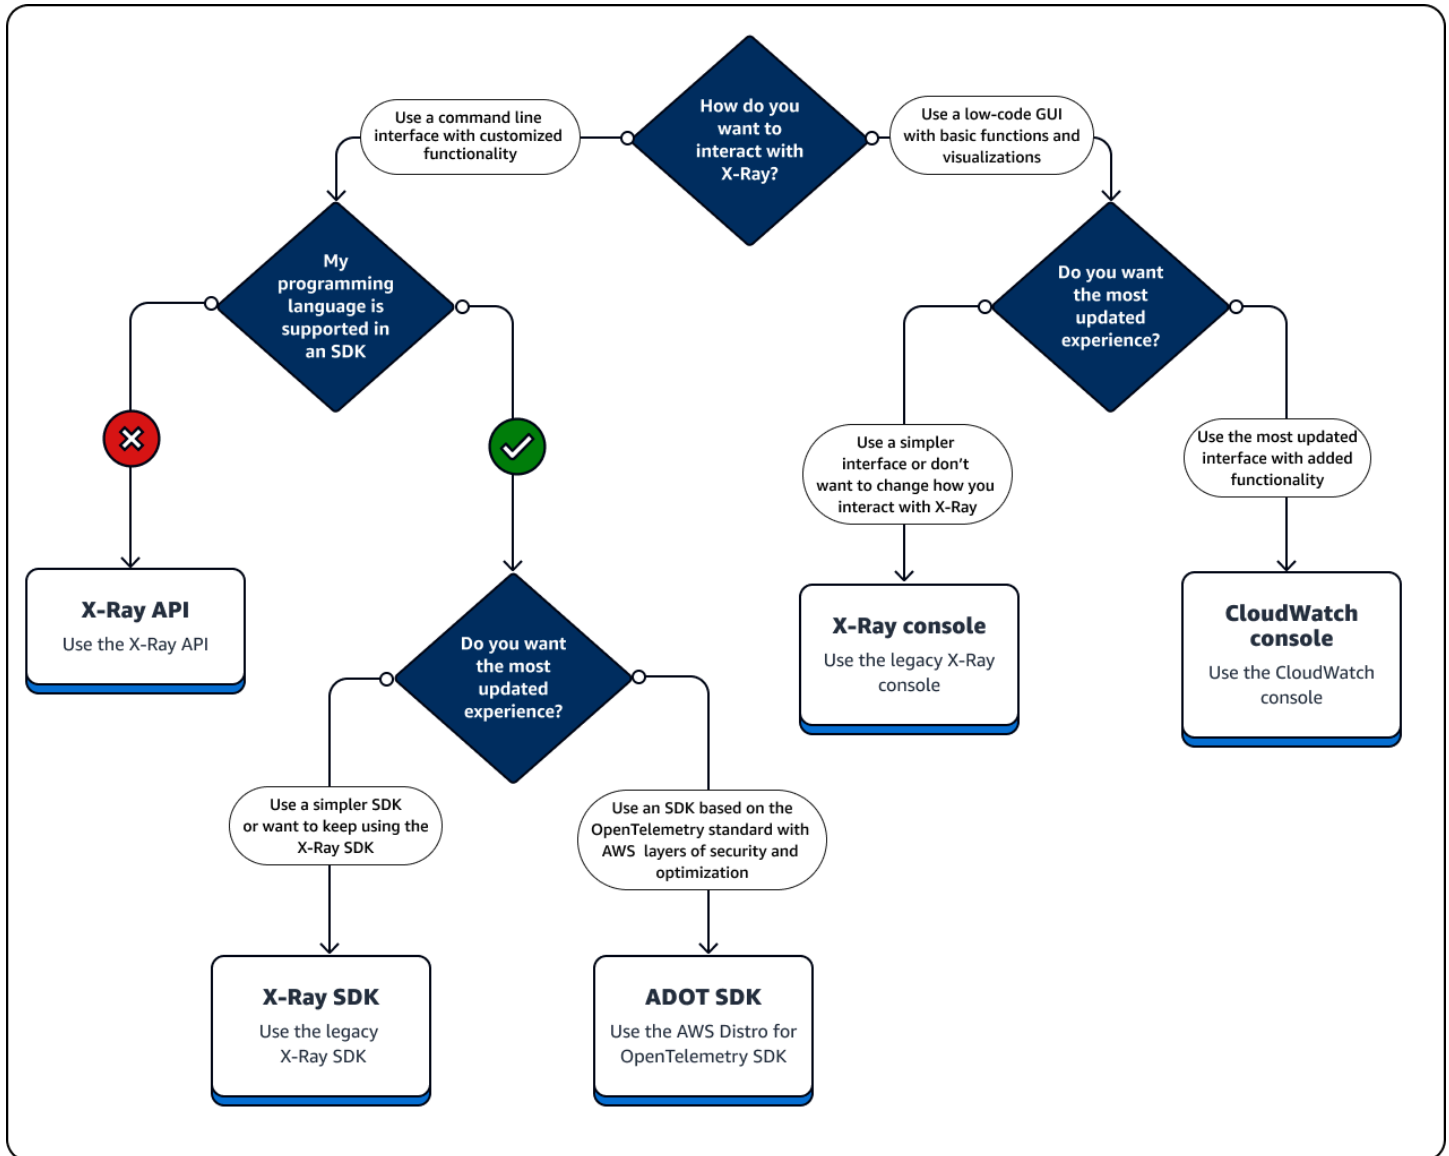 How do you
want to
interact with
X-Ray?
Use a command line
interface with customized
functionality
Use a low-code GUI
with basic functions and
visualizations
My
programming
language is
supported in
an SDK
Do you want
the most
updated
experience?
Use a simpler
interface or don't
want to change how you
interact with X-Ray
Use the most updated
interface with added
functionality
X-Ray API
Use the X-Ray API
Do you want
the most
updated
experience?
X-Ray console
Use the legacy X-Ray
console
CloudWatch
console
Use the CloudWatch
console
Use a simpler SDK
or want to keep using the
X-Ray SDK
Use an SDK based on the
OpenTelemetry standard with
AWS layers of security and
optimization
X-Ray SDK
Use the legacy
X-Ray SDK
ADOT SDK
Use the AWS Distro for
OpenTelemetry SDK